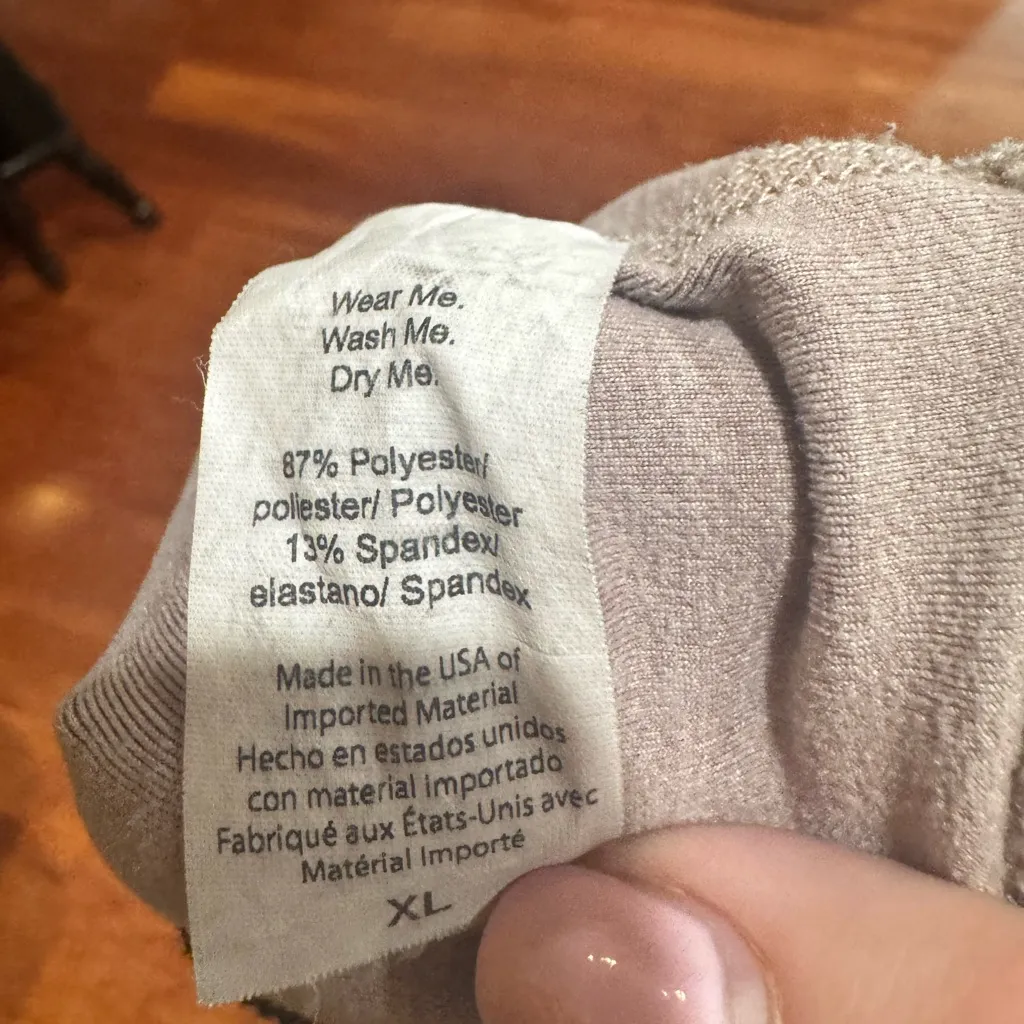 Wear Me.
Wash Me.
Dry Me.
87% Polyester/
poliester/ Polyester
13% Spandex/
elastano/ Spandex
Made in the USA of
Imported Material
Hecho en estados unidos
con material importado
Fabriqué aux États-Unis avec
Matérial Importé
XL